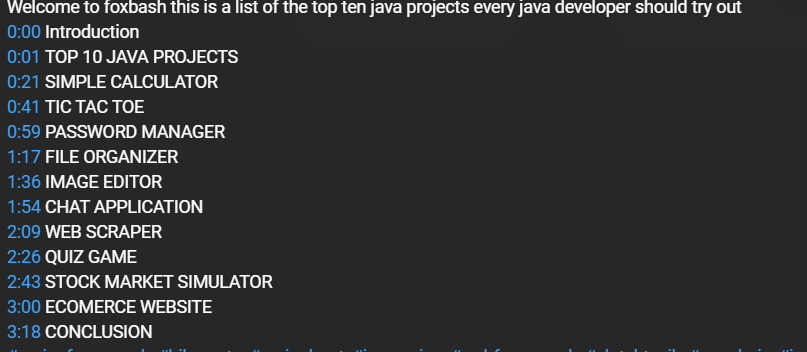 Welcome to foxbash this is a list of the top ten java projects every java developer should try out
0:00 Introduction
0:01 TOP 10 JAVA PROJECTS
0:21 SIMPLE CALCULATOR
0:41 TIC TAC TOE
0:59 PASSWORD MANAGER
1:17 FILE ORGANIZER
1:36 IMAGE EDITOR
1:54 CHAT APPLICATION
2:09 WEB SCRAPER
2:26 QUIZ GAME
2:43 STOCK MARKET SIMULATOR
3:00 ECOMERCE WEBSITE
3:18 CONCLUSION